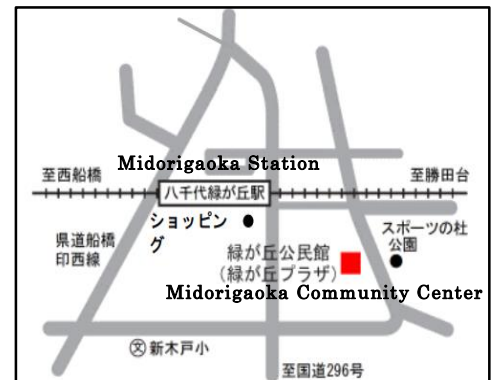 Midorigaoka Station
至西船橋
至勝田台
八千代緑が丘駅
ショッピン
グ
スポーツの杜
公園
県道船橋
印西線
緑が丘公民館
(緑が丘プラザ)
Midorigaoka Community Center
文 新木戸小
至国道296号